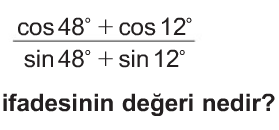 cos 48° + cos 12°
sin 48° + sin 12°
ifadesinin değeri nedir?